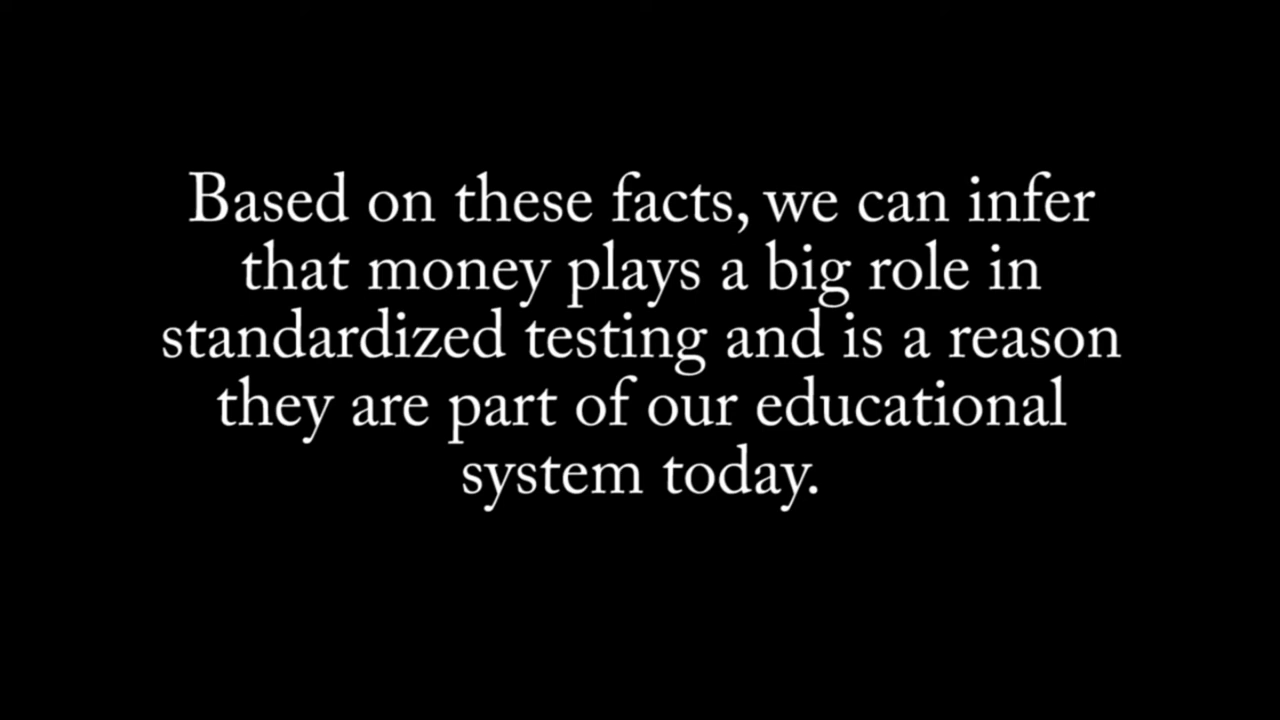 Based on these facts, we can infer
that money plays a big role in
standardized testing and is a reason
they are part of our educational
system today.